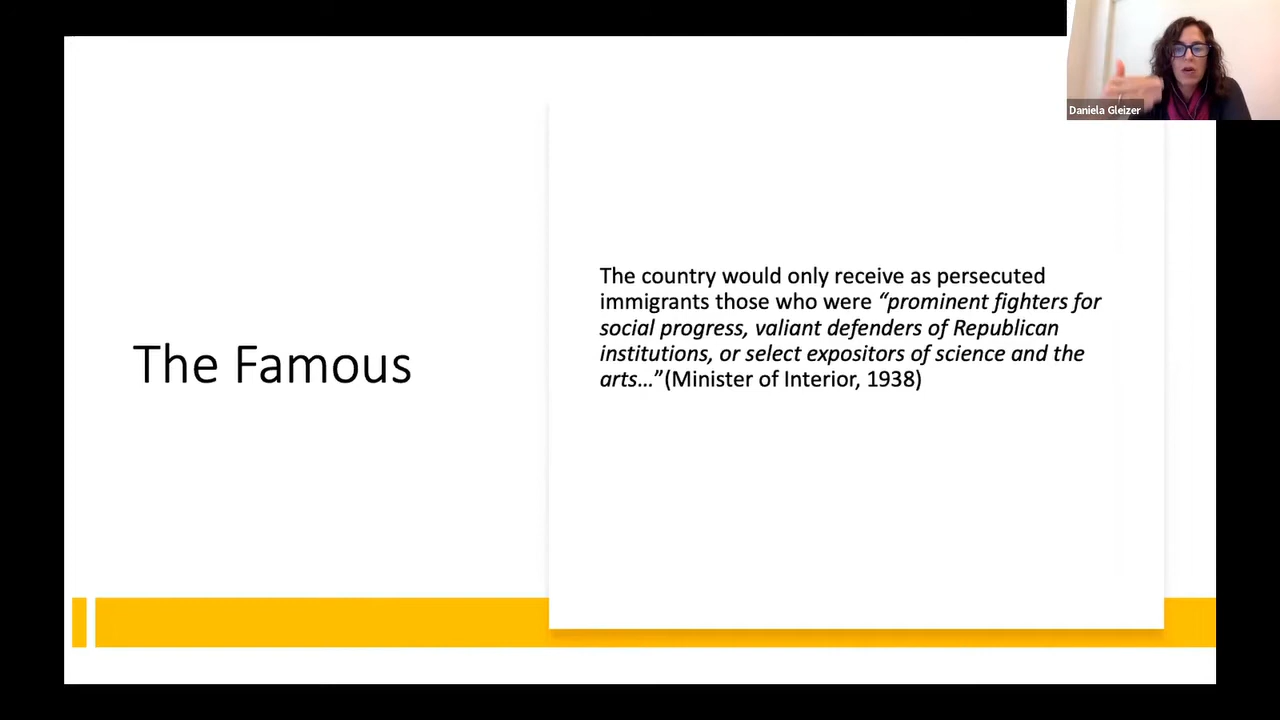 Daniela Gleizer
The Famous
The country would only receive as persecuted
immigrants those who were “prominent fighters for
social progress, valiant defenders of Republican
institutions, or select expositors of science and the
arts…”(Minister of Interior, 1938)